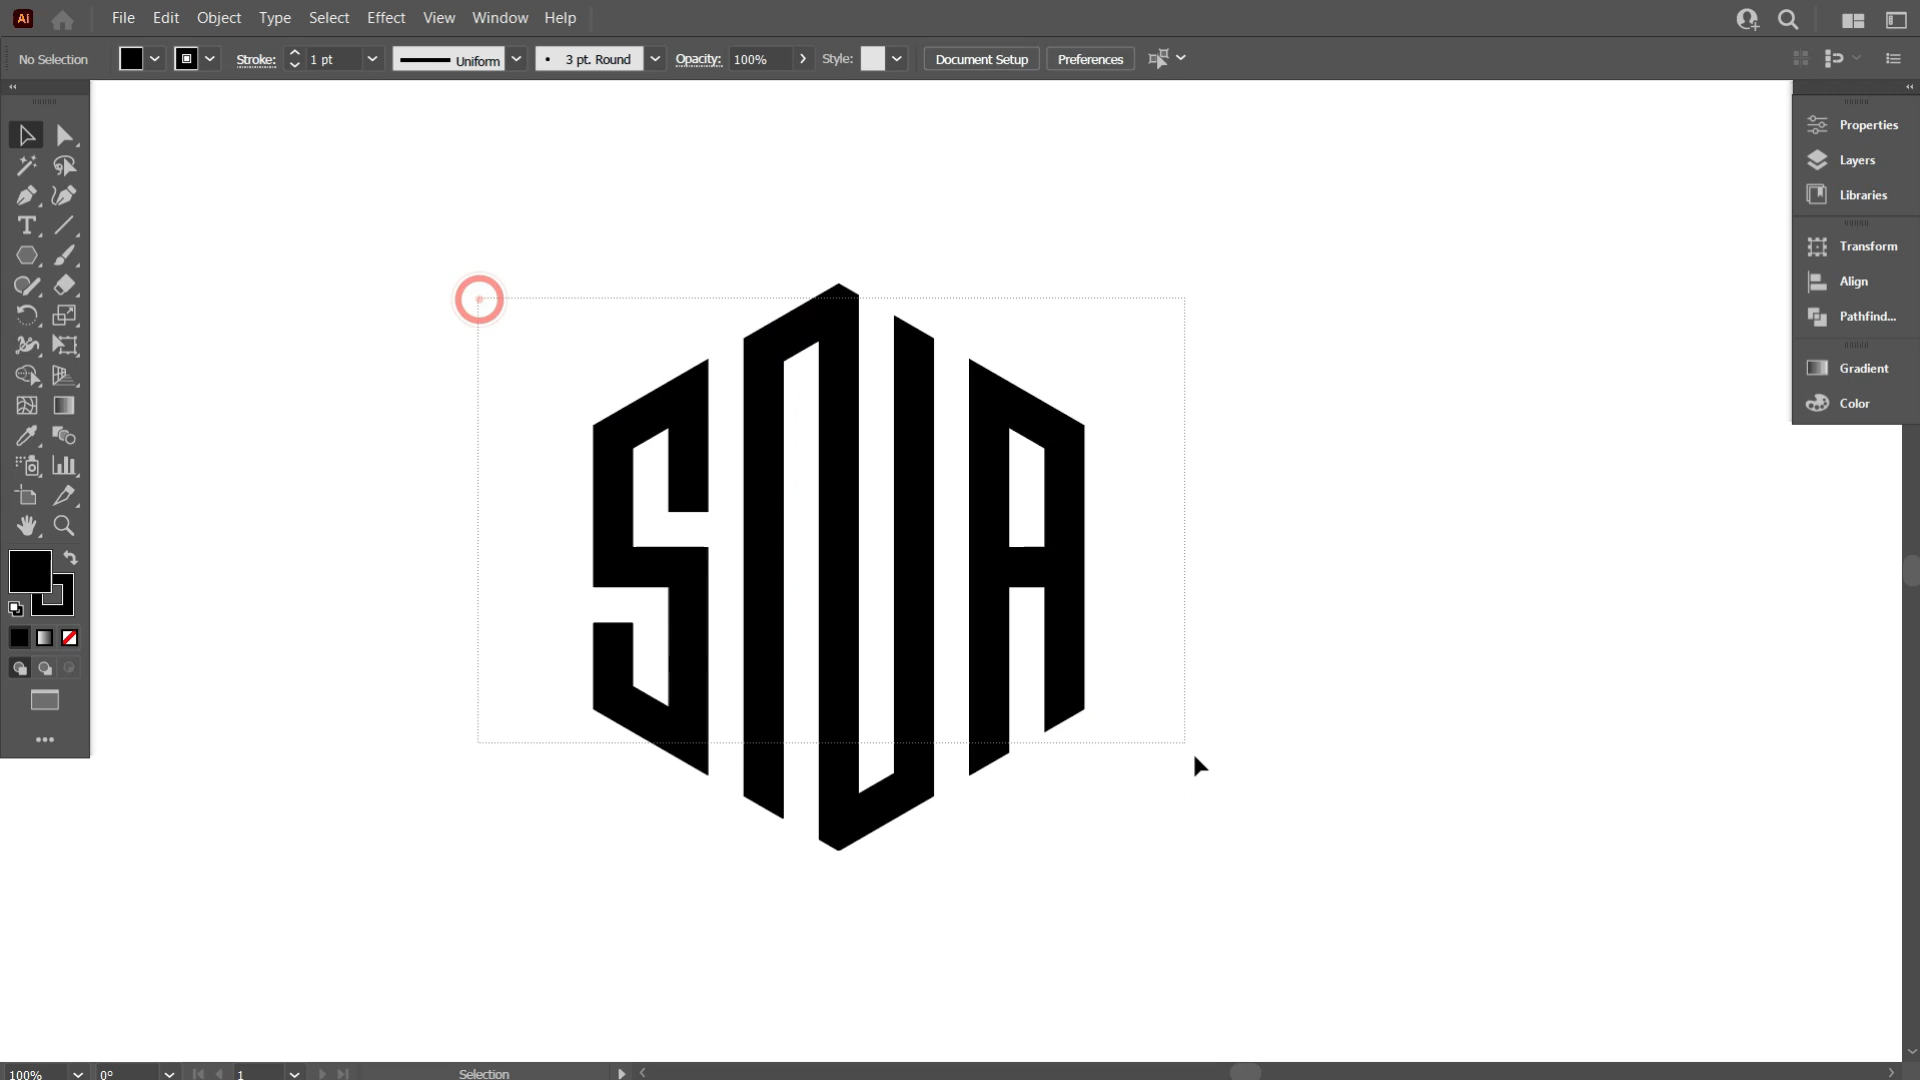 Ai File Edit Object Type Select Effect View Window Help
No Selection Stroke: 1 pt Uniform 3 pt. Round Opacity: 100% Style: Document Setup Preferences
Properties
Layers
Libraries
Transform
Align
Pathfind...
Gradient
Color
SNA
100% 0° 1 Selection